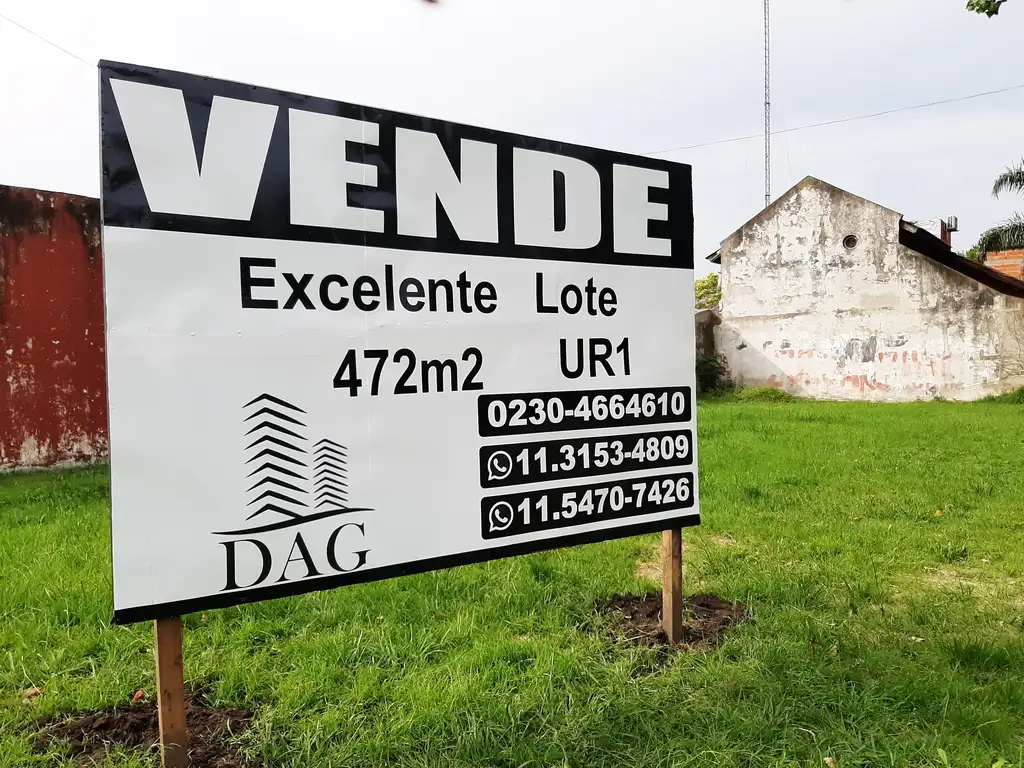 VENDE
Excelente Lote
472m2 UR1
0230-4664610
11.3153-4809
11.5470-7426
DAG